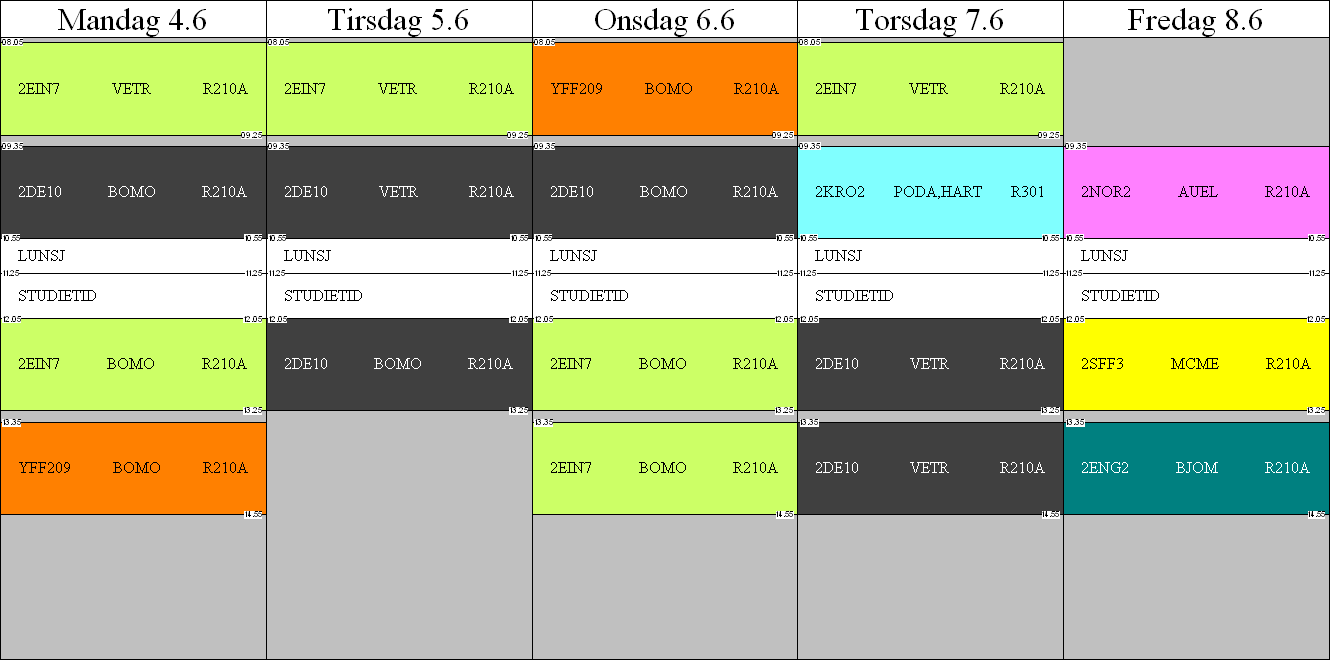 Mandag 4.6 Tirsdag 5.6 Onsdag 6.6 Torsdag 7.6 Fredag 8.6
08.05 08.05 08.05 08.05
2EIN7 VETR R210A 2EIN7 VETR R210A YFF209 BOMO R210A 2EIN7 VETR R210A
09.25 09.25 09.25 09.25
09.35 09.35 09.35 09.35 09.35
2DE10 BOMO R210A 2DE10 VETR R210A 2DE10 BOMO R210A 2KRO2 PODA,HART R301 2NOR2 AUEL R210A
10.55 10.55 10.55 10.55 10.55 10.55 10.55 10.55 10.55 10.55
LUNSJ LUNSJ LUNSJ LUNSJ LUNSJ
11.25 11.25 11.25 11.25 11.25 11.25 11.25 11.25 11.25 11.25
STUDIETID STUDIETID STUDIETID STUDIETID STUDIETID
12.05 12.05 12.05 12.05 12.05 12.05 12.05 12.05 12.05 12.05
2EIN7 BOMO R210A 2DE10 BOMO R210A 2EIN7 BOMO R210A 2DE10 VETR R210A 2SFF3 MCME R210A
13.25 13.25 13.25 13.25 13.25
13.35 13.35 13.35 13.35
YFF209 BOMO R210A 2EIN7 BOMO R210A 2DE10 VETR R210A 2ENG2 BJOM R210A
14.55 14.55 14.55 14.55